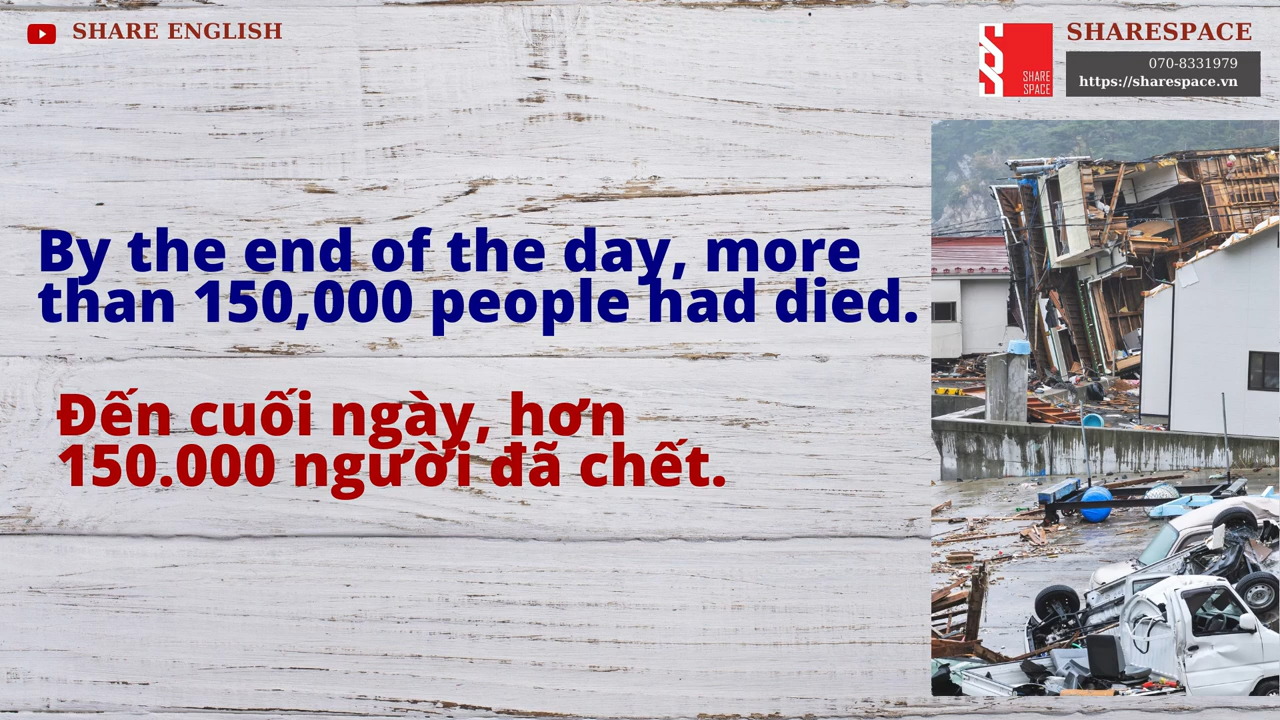 SHARE ENGLISH
SHARESPACE
070-8331979
https://sharespace.vn
SHARE
SPACE
By the end of the day, more
than 150,000 people had died.
Đến cuối ngày, hơn
150.000 người đã chết.